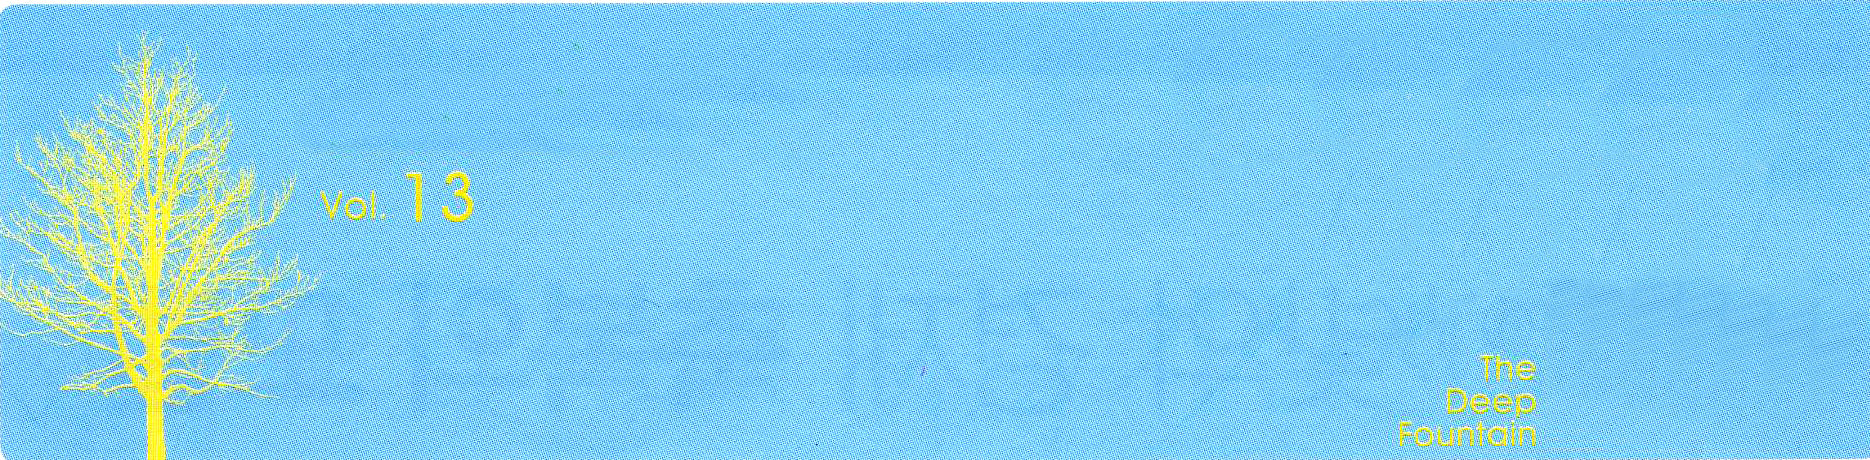 Vol. 13
The
Deep
Fountain